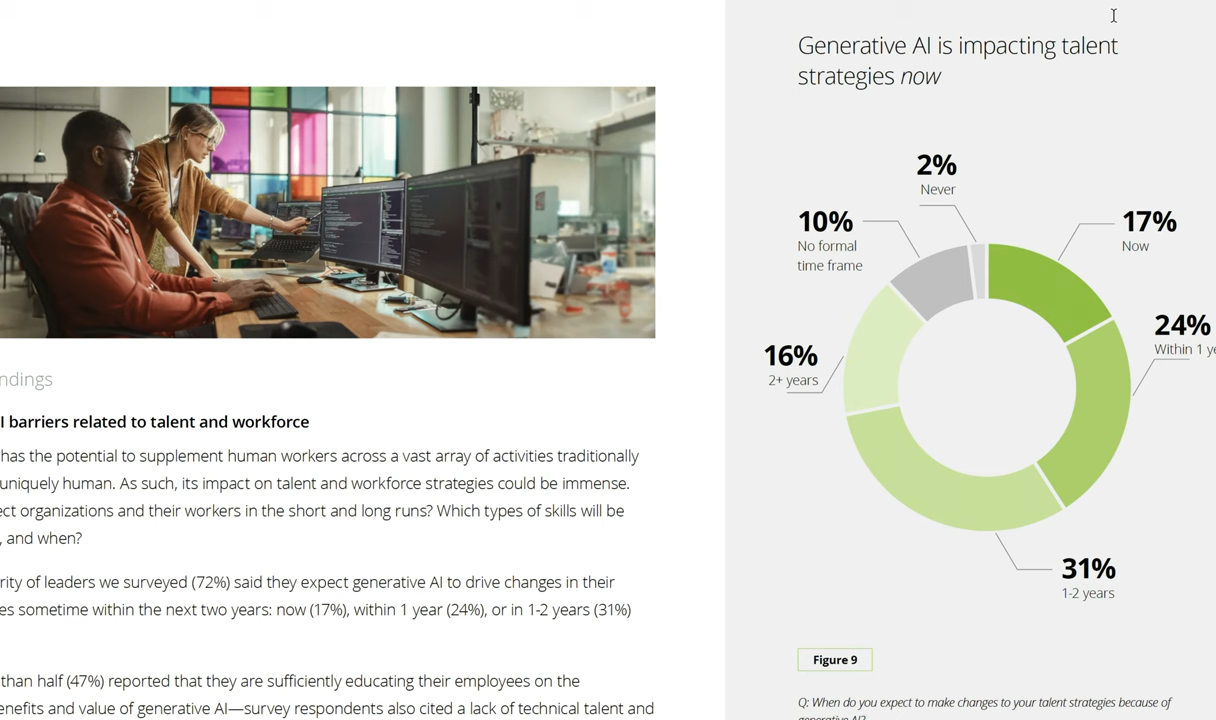 ndings
I barriers related to talent and workforce
has the potential to supplement human workers across a vast array of activities traditionally
uniquely human. As such, its impact on talent and workforce strategies could be immense.
ect organizations and their workers in the short and long runs? Which types of skills will be
, and when?
rity of leaders we surveyed (72%) said they expect generative AI to drive changes in their
es sometime within the next two years: now (17%), within 1 year (24%), or in 1-2 years (31%)
than half (47%) reported that they are sufficiently educating their employees on the
enefits and value of generative AI—survey respondents also cited a lack of technical talent and
Generative AI is impacting talent
strategies now
2%
Never
10%
No formal
time frame
17%
Now
24%
Within 1 ye
16%
2+ years
31%
1-2 years
Figure 9
Q: When do you expect to make changes to your talent strategies because of
generative AI?